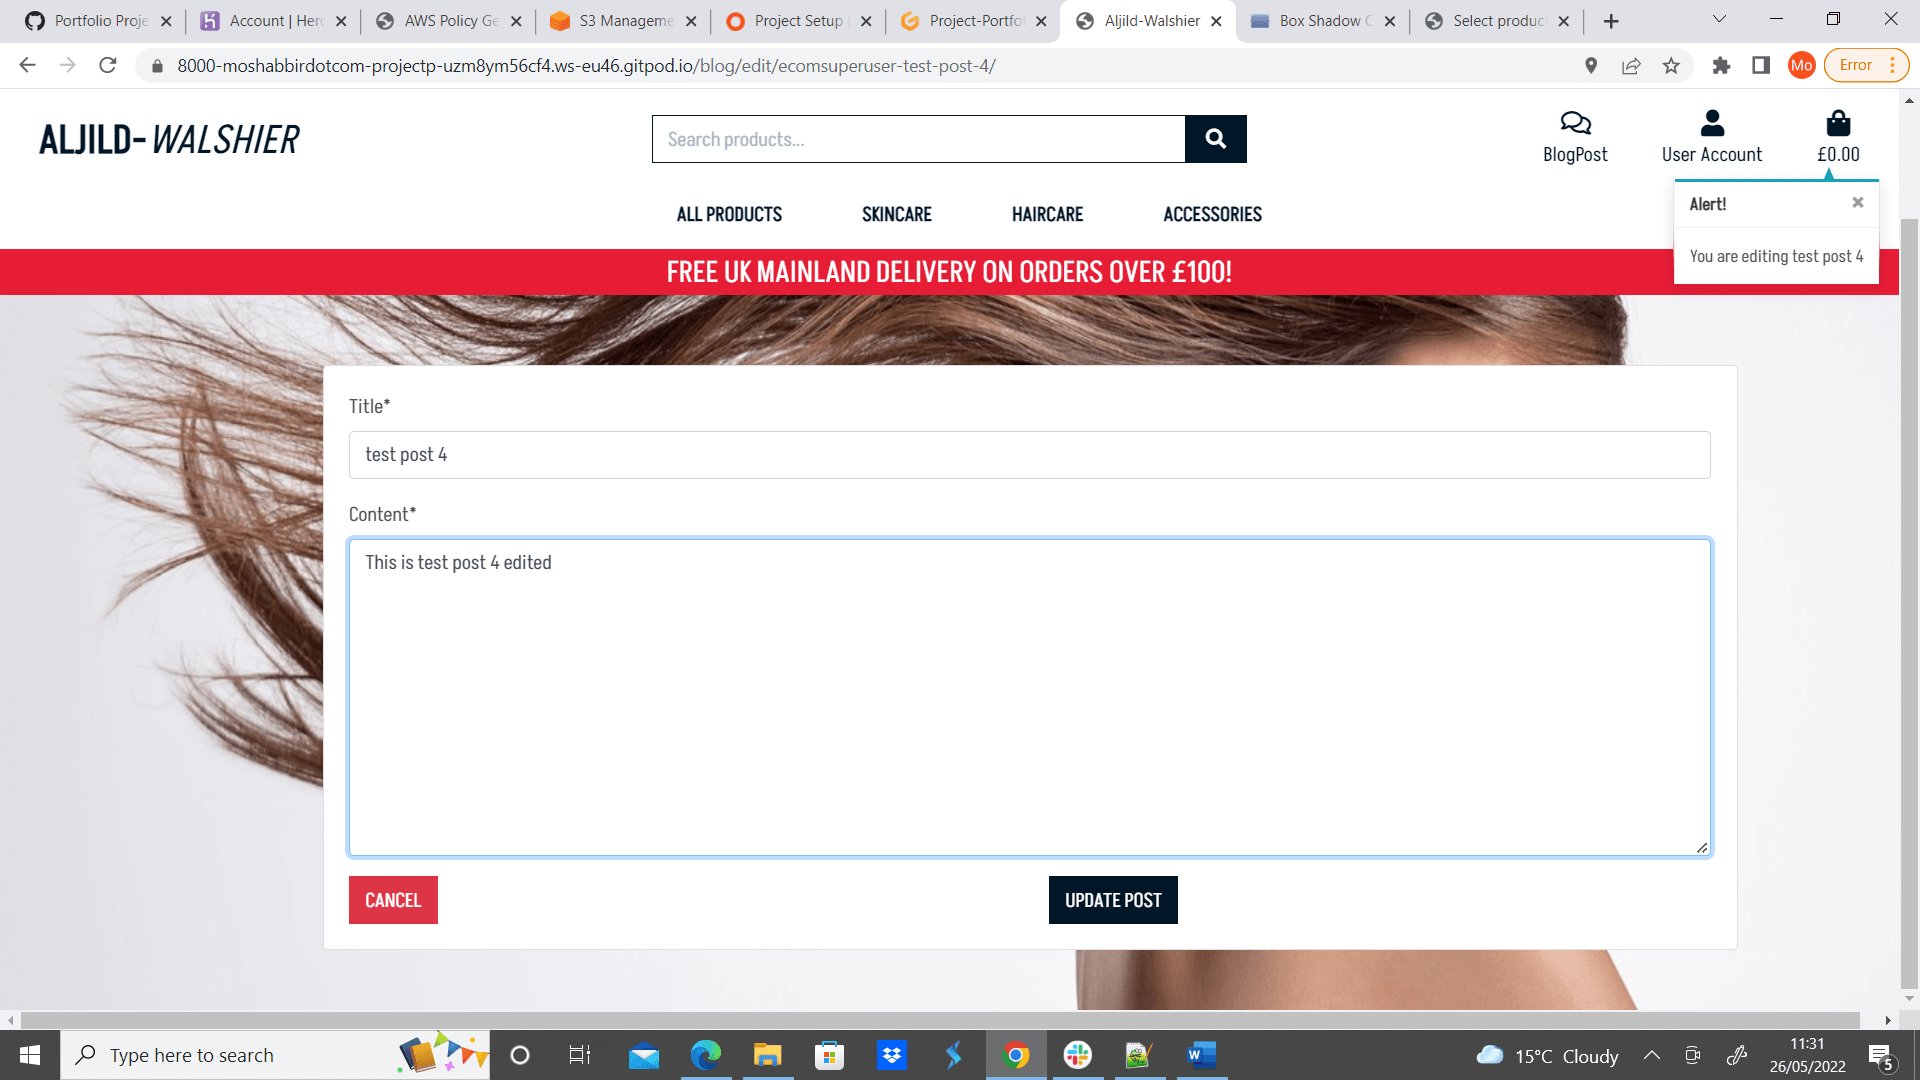 Portfolio Proje
Account | Hero
AWS Policy Ge
S3 Manageme
Project Setup |
Project-Portfol
Aljild-Walshier
Box Shadow C
Select product
8000-moshabbirdotcom-projectp-uzm8ym56cf4.ws-eu46.gitpod.io/blog/edit/ecomsuperuser-test-post-4/
Mo
Error
ALJILD-WALSHIER
Search products...
BlogPost
User Account
£0.00
ALL PRODUCTS
SKINCARE
HAIRCARE
ACCESSORIES
Alert!
You are editing test post 4
FREE UK MAINLAND DELIVERY ON ORDERS OVER £100!
Title*
test post 4
Content*
This is test post 4 edited
CANCEL
UPDATE POST
Type here to search
15°C Cloudy
11:31
26/05/2022
5